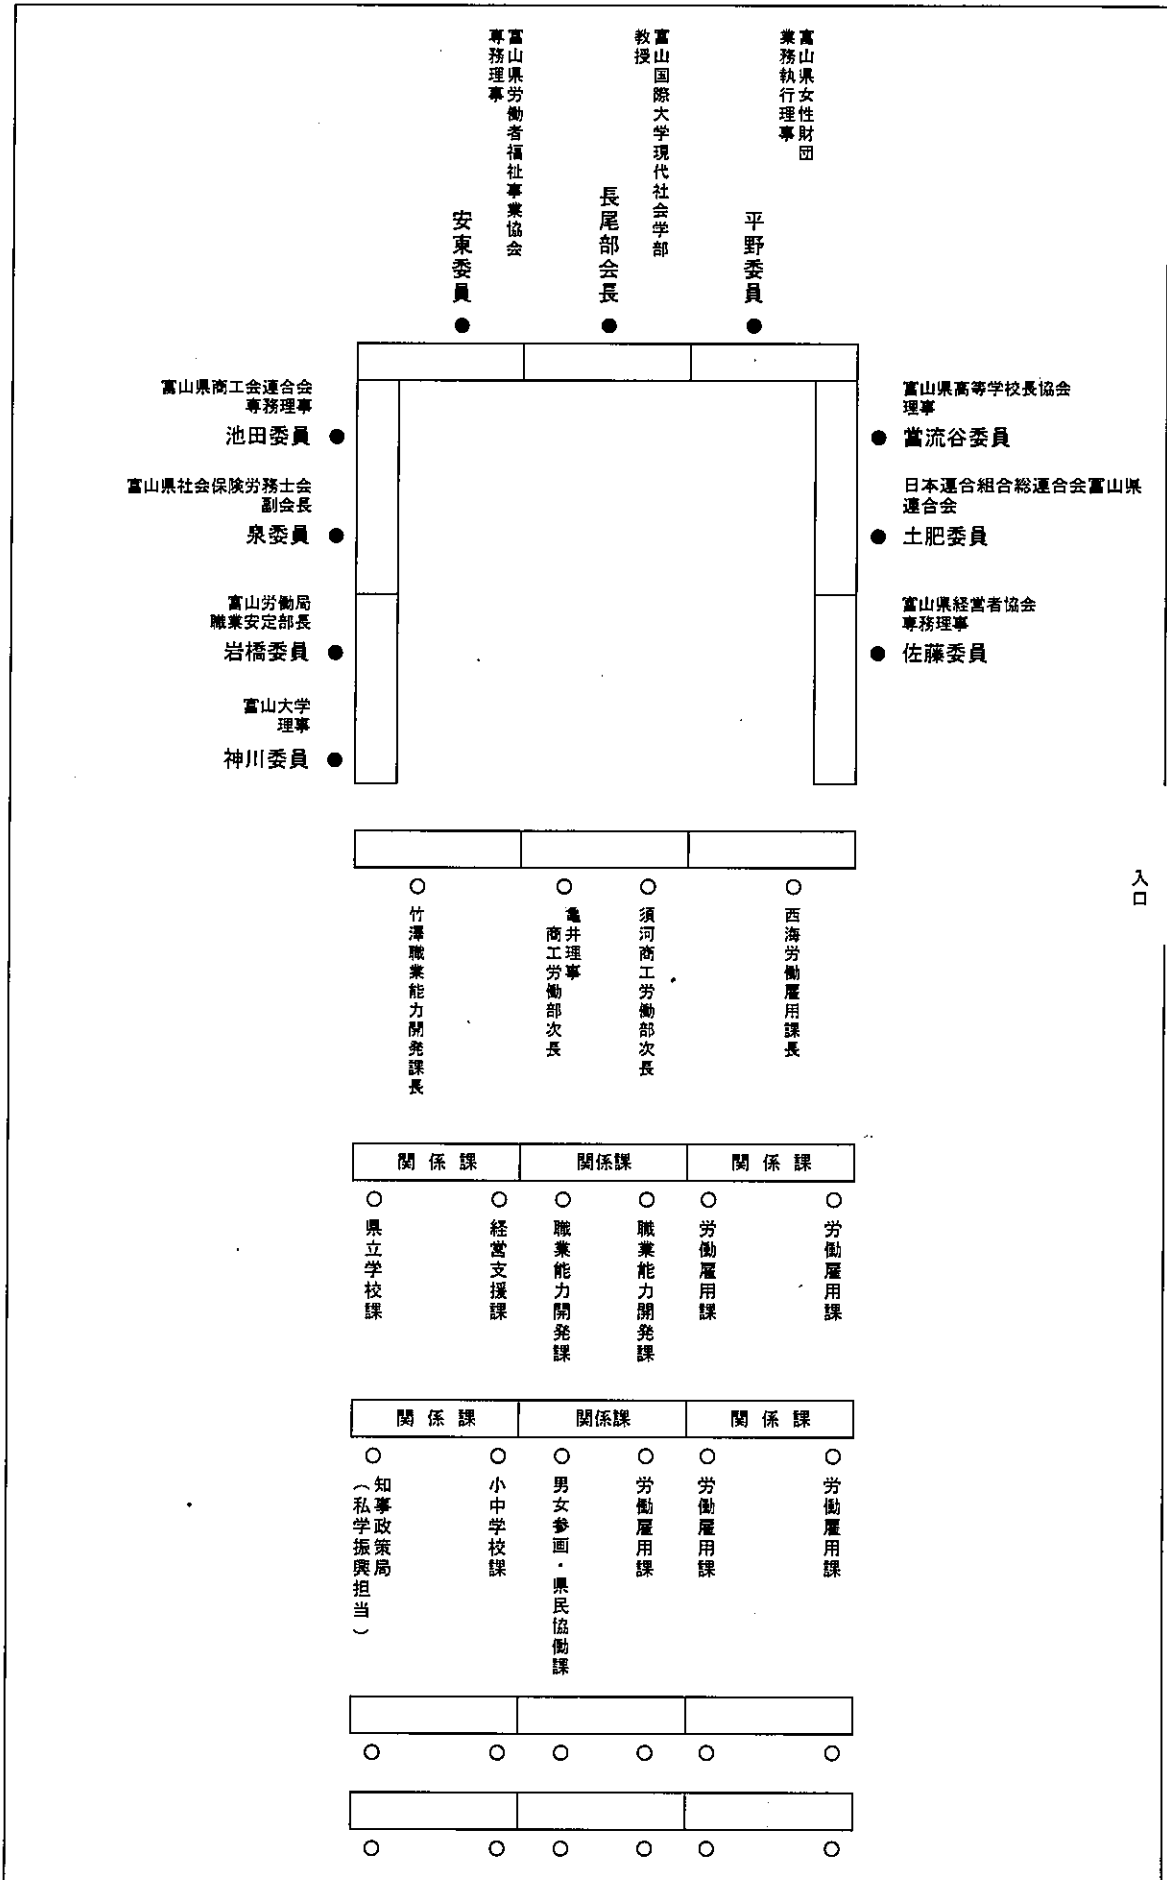 富山県労働者福祉事業協会
専務理事
安東委員
富山国際大学現代社会学部
教授
長尾部会長
富山県女性財団
業務執行理事
平野委員
富山県商工会連合会
専務理事
池田委員
富山県社会保険労務士会
副会長
泉委員
富山労働局
職業安定部長
岩橋委員
富山大学
理事
神川委員
富山県高等学校長協会
理事
當流谷委員
日本連合組合総連合会富山県
連合会
土肥委員
富山県経営者協会
専務理事
佐藤委員
入口
竹澤職業能力開発課長
亀井理事
商工労働部次長
須河商工労働部次長
西海労働雇用課長
関係課
関係課
関係課
県立学校課
経営支援課
職業能力開発課
職業能力開発課
労働雇用課
労働雇用課
関係課
関係課
関係課
知事政策局
(私学振興担当)
小中学校課
男女参画・県民協働課
労働雇用課
労働雇用課
労働雇用課